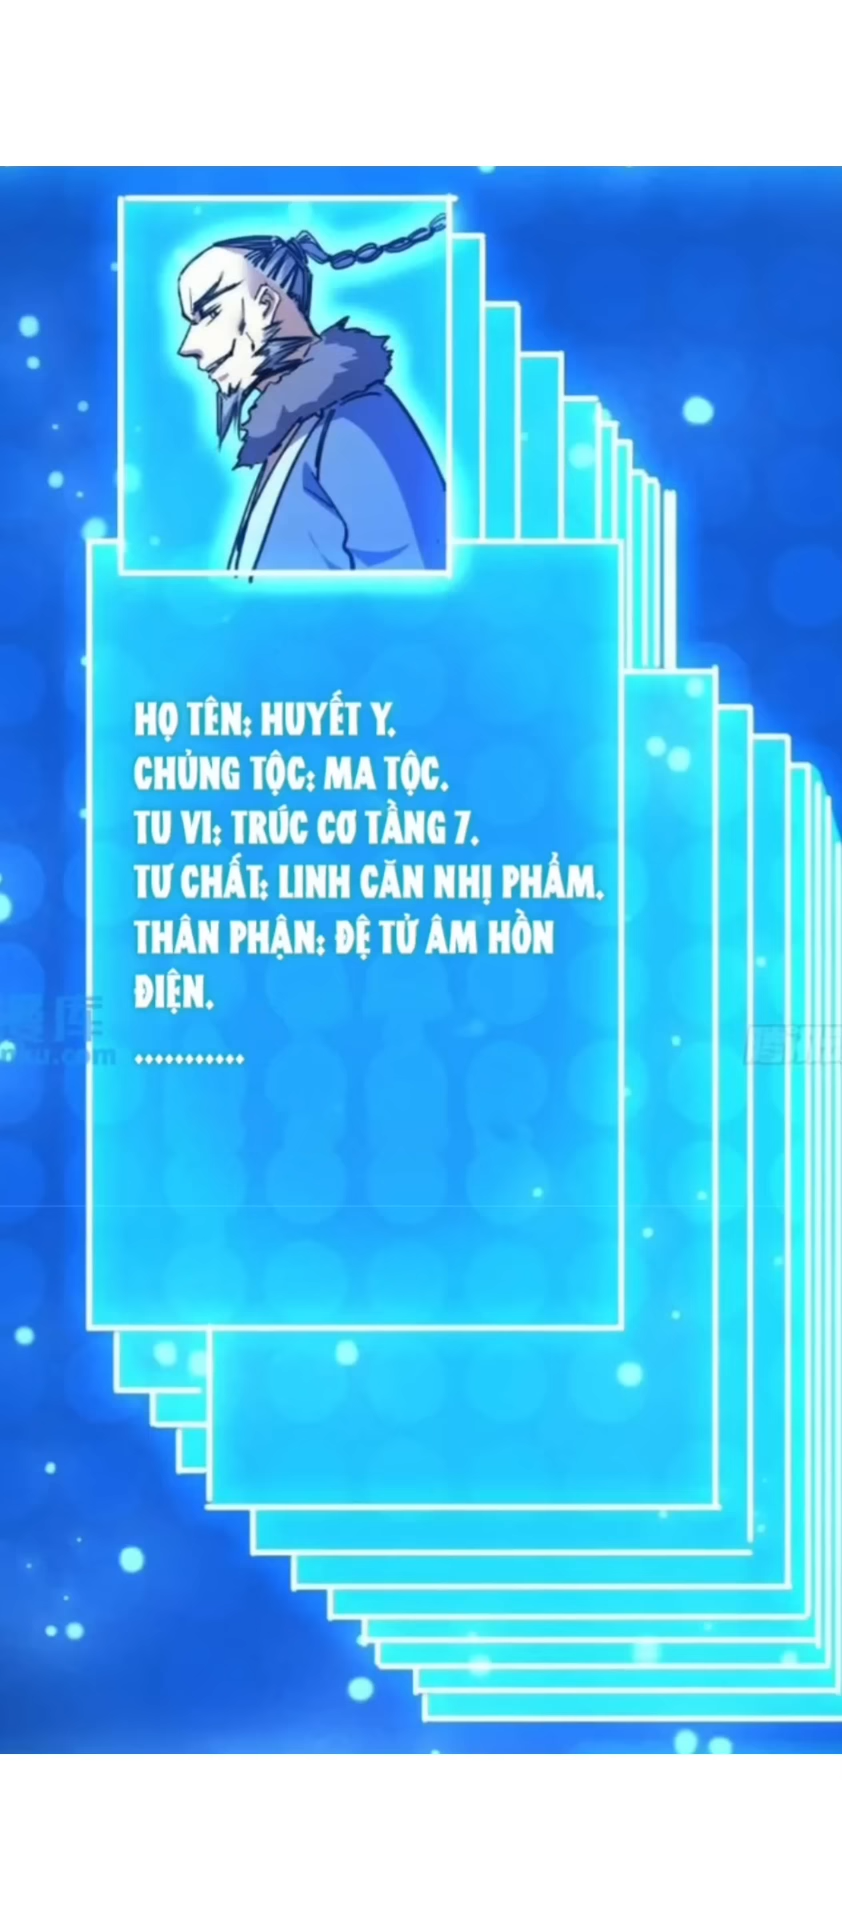 HỌ TÊN: HUYẾT Y.
CHỦNG TỘC: MA TỘC.
TU VI: TRÚC CƠ TẦNG 7.
TƯ CHẤT: LINH CĂN NHỊ PHẨM.
THÂN PHẬN: ĐỆ TỬ ÂM HỒN
ĐIỆN.
...........